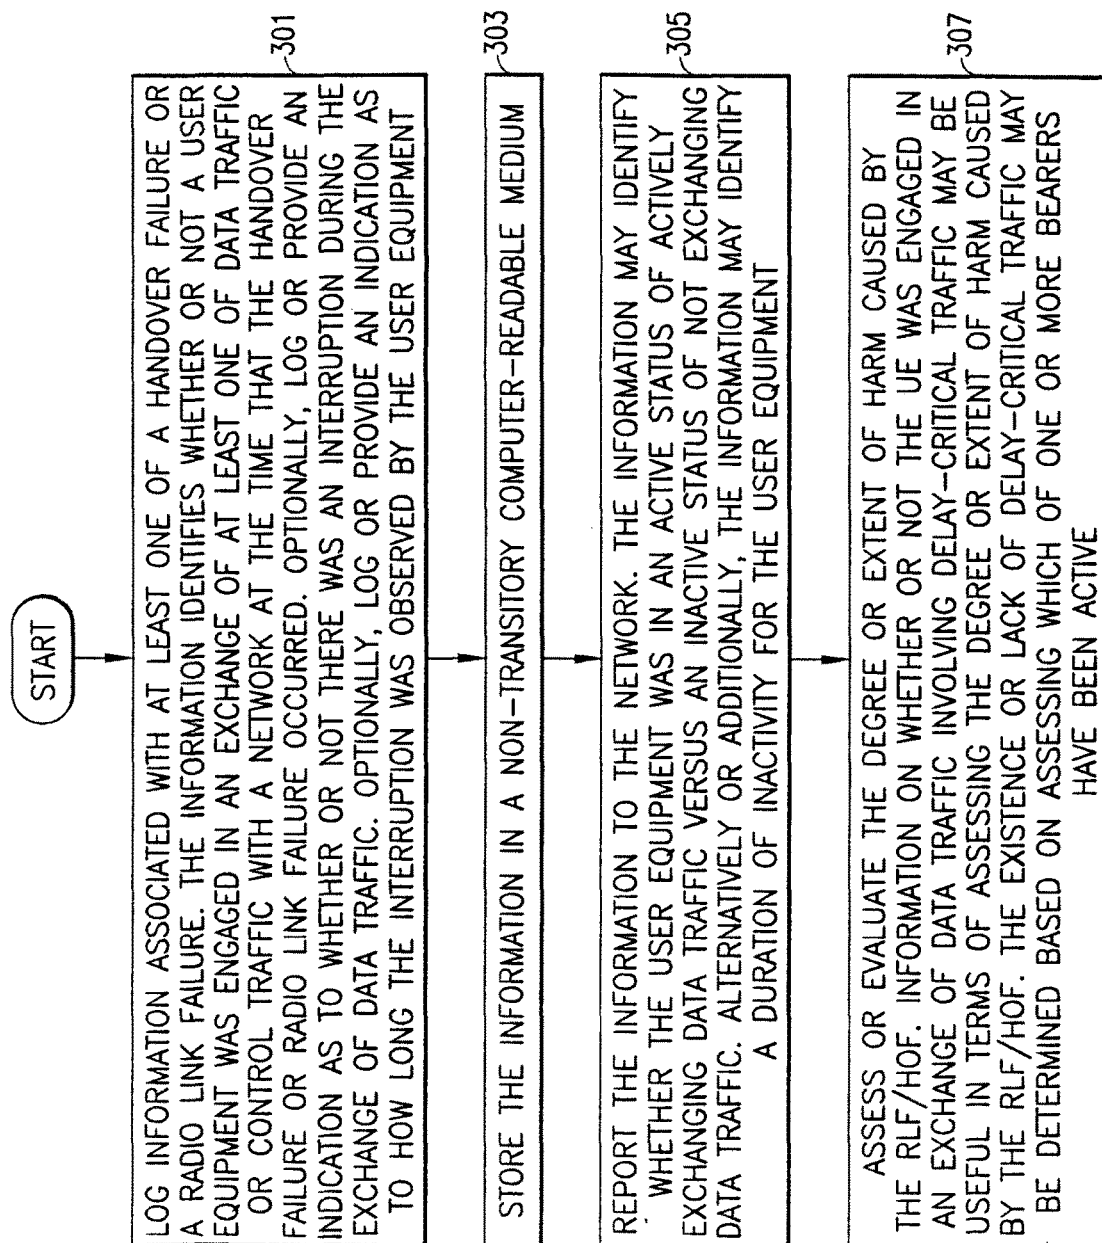 START
LOG INFORMATION ASSOCIATED WITH AT LEAST ONE OF A HANDOVER FAILURE OR
A RADIO LINK FAILURE. THE INFORMATION IDENTIFIES WHETHER OR NOT A USER
EQUIPMENT WAS ENGAGED IN AN EXCHANGE OF AT LEAST ONE OF DATA TRAFFIC
OR CONTROL TRAFFIC WITH A NETWORK AT THE TIME THAT THE HANDOVER
FAILURE OR RADIO LINK FAILURE OCCURRED. OPTIONALLY, LOG OR PROVIDE AN
INDICATION AS TO WHETHER OR NOT THERE WAS AN INTERRUPTION DURING THE
EXCHANGE OF DATA TRAFFIC. OPTIONALLY, LOG OR PROVIDE AN INDICATION AS
TO HOW LONG THE INTERRUPTION WAS OBSERVED BY THE USER EQUIPMENT
301
STORE THE INFORMATION IN A NON-TRANSITORY COMPUTER-READABLE MEDIUM
303
REPORT THE INFORMATION TO THE NETWORK. THE INFORMATION MAY IDENTIFY
WHETHER THE USER EQUIPMENT WAS IN AN ACTIVE STATUS OF ACTIVELY
EXCHANGING DATA TRAFFIC VERSUS AN INACTIVE STATUS OF NOT EXCHANGING
DATA TRAFFIC. ALTERNATIVELY OR ADDITIONALLY, THE INFORMATION MAY IDENTIFY
A DURATION OF INACTIVITY FOR THE USER EQUIPMENT
305
ASSESS OR EVALUATE THE DEGREE OR EXTENT OF HARM CAUSED BY
THE RLF/HOF. INFORMATION ON WHETHER OR NOT THE UE WAS ENGAGED IN
AN EXCHANGE OF DATA TRAFFIC INVOLVING DELAY-CRITICAL TRAFFIC MAY BE
USEFUL IN TERMS OF ASSESSING THE DEGREE OR EXTENT OF HARM CAUSED
BY THE RLF/HOF. THE EXISTENCE OR LACK OF DELAY-CRITICAL TRAFFIC MAY
BE DETERMINED BASED ON ASSESSING WHICH OF ONE OR MORE BEARERS
HAVE BEEN ACTIVE
307